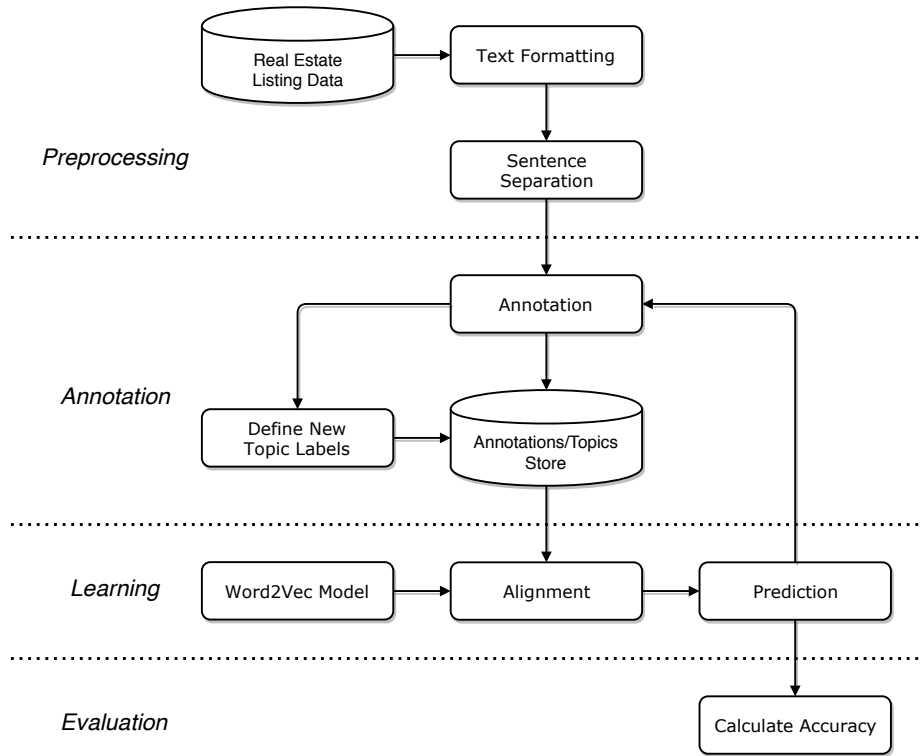 Real Estate
Listing Data
Text Formatting
Preprocessing
Sentence
Separation
Annotation
Annotation
Define New
Topic Labels
Annotations/Topics
Store
Learning
Word2Vec Model
Alignment
Prediction
Evaluation
Calculate Accuracy